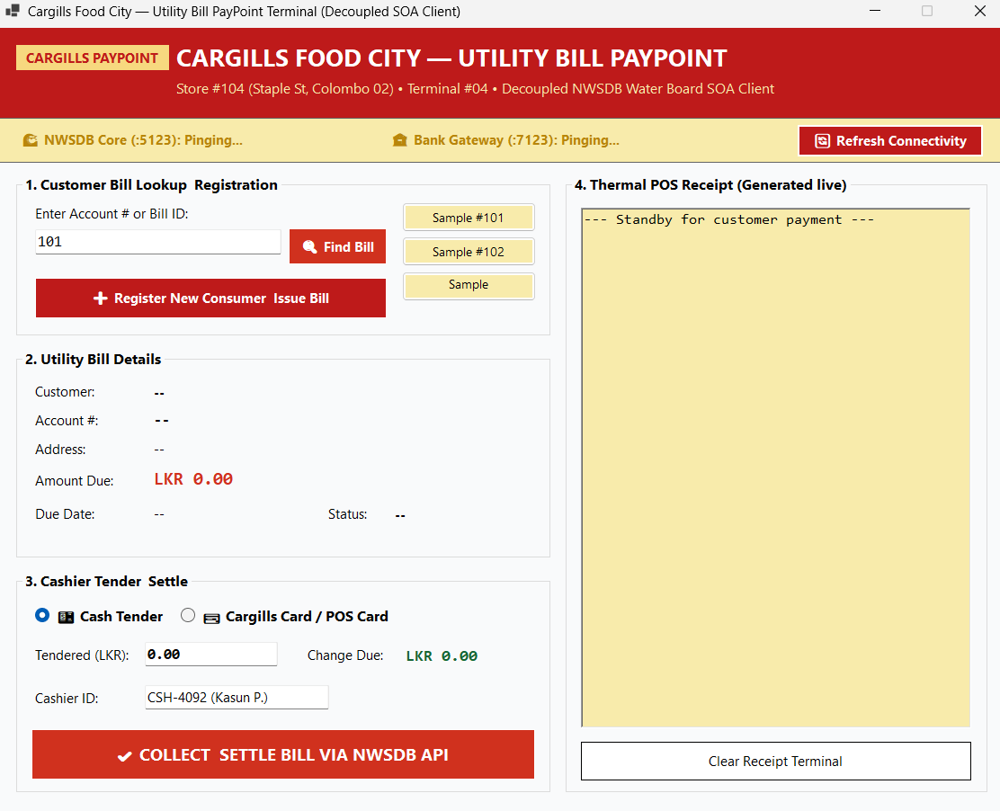 Cargills Food City — Utility Bill PayPoint Terminal (Decoupled SOA Client)
CARGILLS PAYPOINT
CARGILLS FOOD CITY — UTILITY BILL PAYPOINT
Store #104 (Staple St, Colombo 02) • Terminal #04 • Decoupled NWSDB Water Board SOA Client
NWSDB Core (:5123): Pinging...
Bank Gateway (:7123): Pinging...
Refresh Connectivity
1. Customer Bill Lookup  Registration
Enter Account # or Bill ID:
101
Find Bill
Register New Consumer  Issue Bill
Sample #101
Sample #102
Sample
2. Utility Bill Details
Customer: --
Account #: --
Address: --
Amount Due: LKR 0.00
Due Date: --
Status: --
3. Cashier Tender  Settle
Cash Tender
Cargills Card / POS Card
Tendered (LKR): 0.00
Change Due: LKR 0.00
Cashier ID: CSH-4092 (Kasun P.)
COLLECT  SETTLE BILL VIA NWSDB API
4. Thermal POS Receipt (Generated live)
--- Standby for customer payment ---
Clear Receipt Terminal